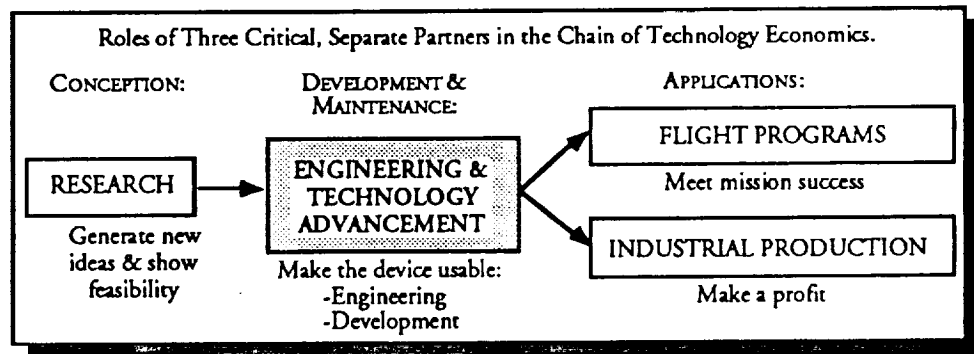 Roles of Three Critical, Separate Partners in the Chain of Technology Economics.
CONCEPTION:
RESEARCH
Generate new
ideas & show
feasibility
DEVELOPMENT &
MAINTENANCE:
ENGINEERING &
TECHNOLOGY
ADVANCEMENT
Make the device usable:
-Engineering
-Development
APPLICATIONS:
FLIGHT PROGRAMS
Meet mission success
INDUSTRIAL PRODUCTION
Make a profit